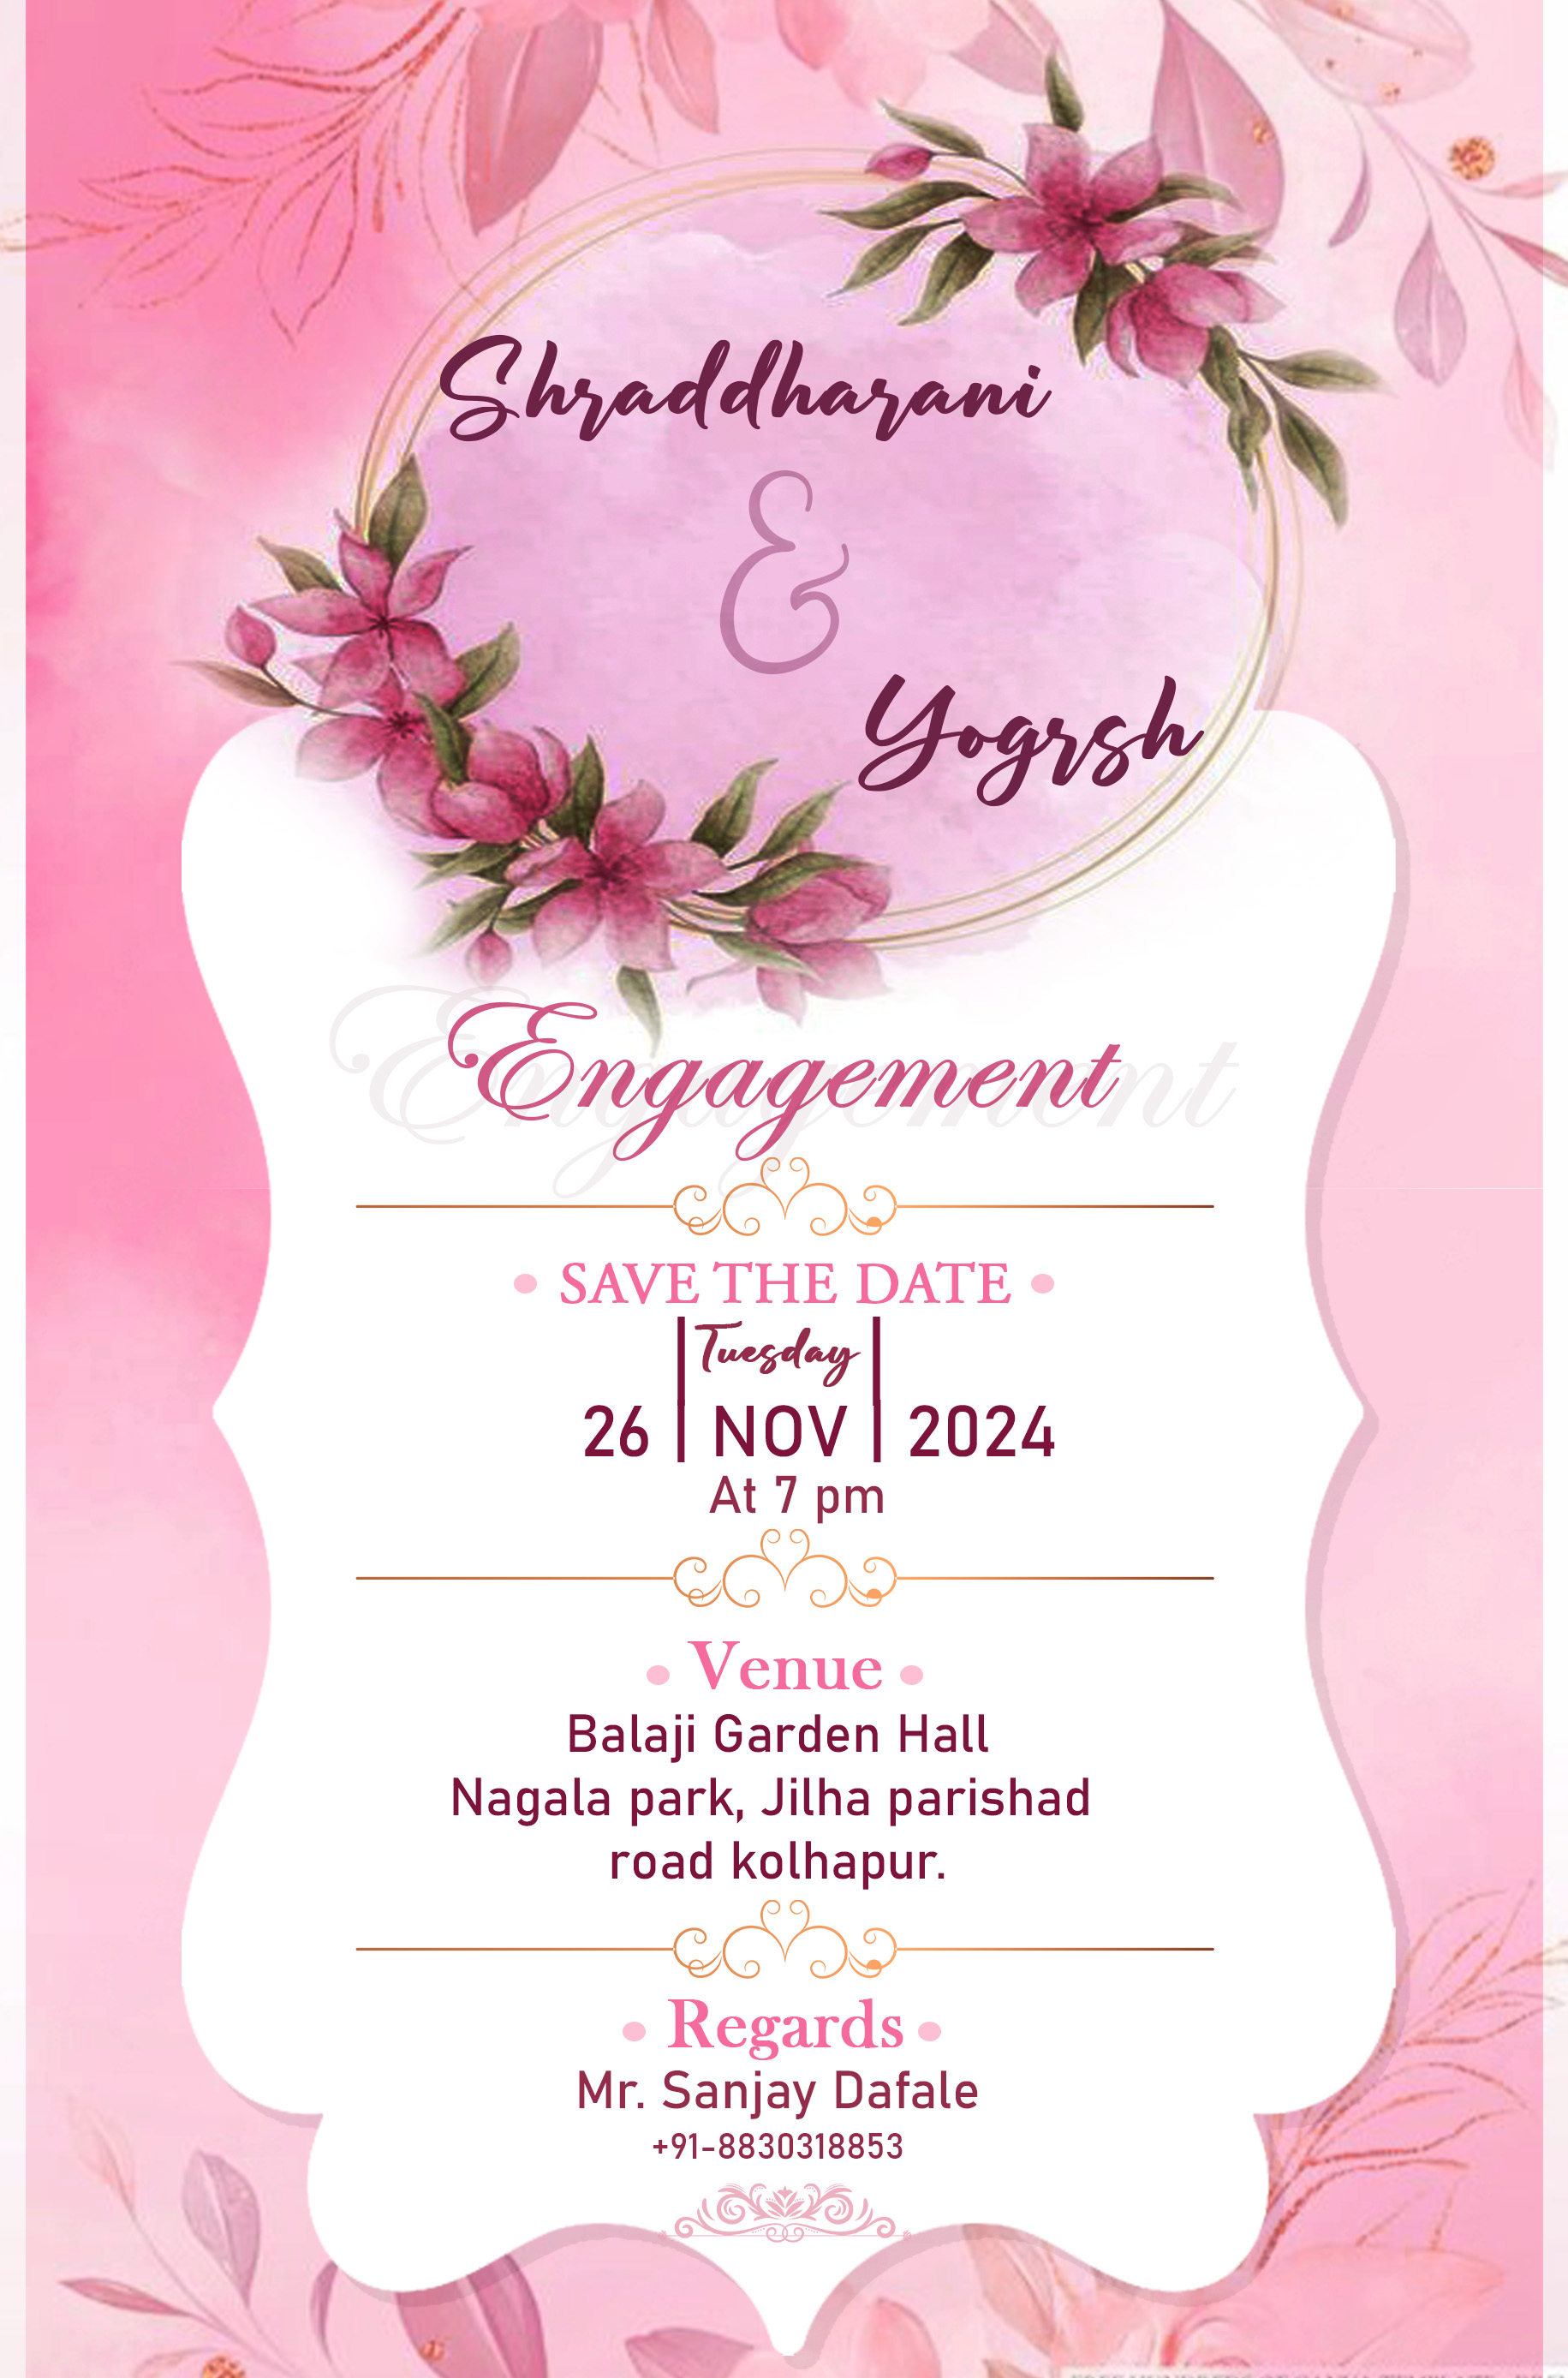 Shraddharani
&
Yogrsh
Engagement
SAVE THE DATE
Tuesday
26 | NOV | 2024
At 7 pm
Venue
Balaji Garden Hall
Nagala park, Jilha parishad
road kolhapur.
Regards
Mr. Sanjay Dafale
+91-8830318853